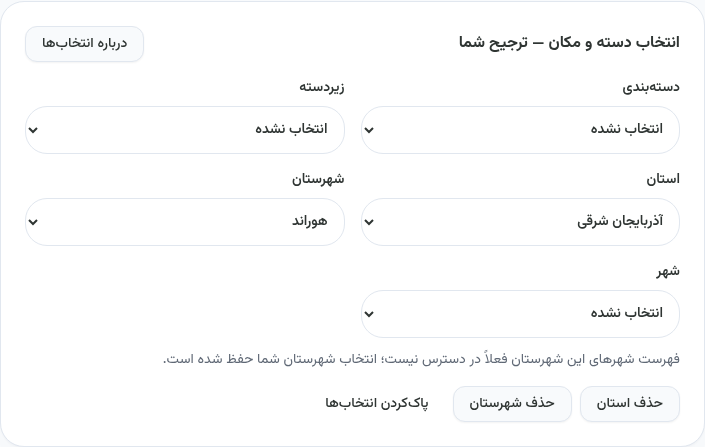 انتخاب دسته و مکان — ترجیح شما
درباره انتخاب‌ها
دسته‌بندی
زیردسته
انتخاب نشده
انتخاب نشده
استان
شهرستان
آذربایجان شرقی
هوراند
شهر
انتخاب نشده
فهرست شهرهای این شهرستان فعلاً در دسترس نیست؛ انتخاب شهرستان شما حفظ شده است.
حذف استان
حذف شهرستان
پاک‌کردن انتخاب‌ها